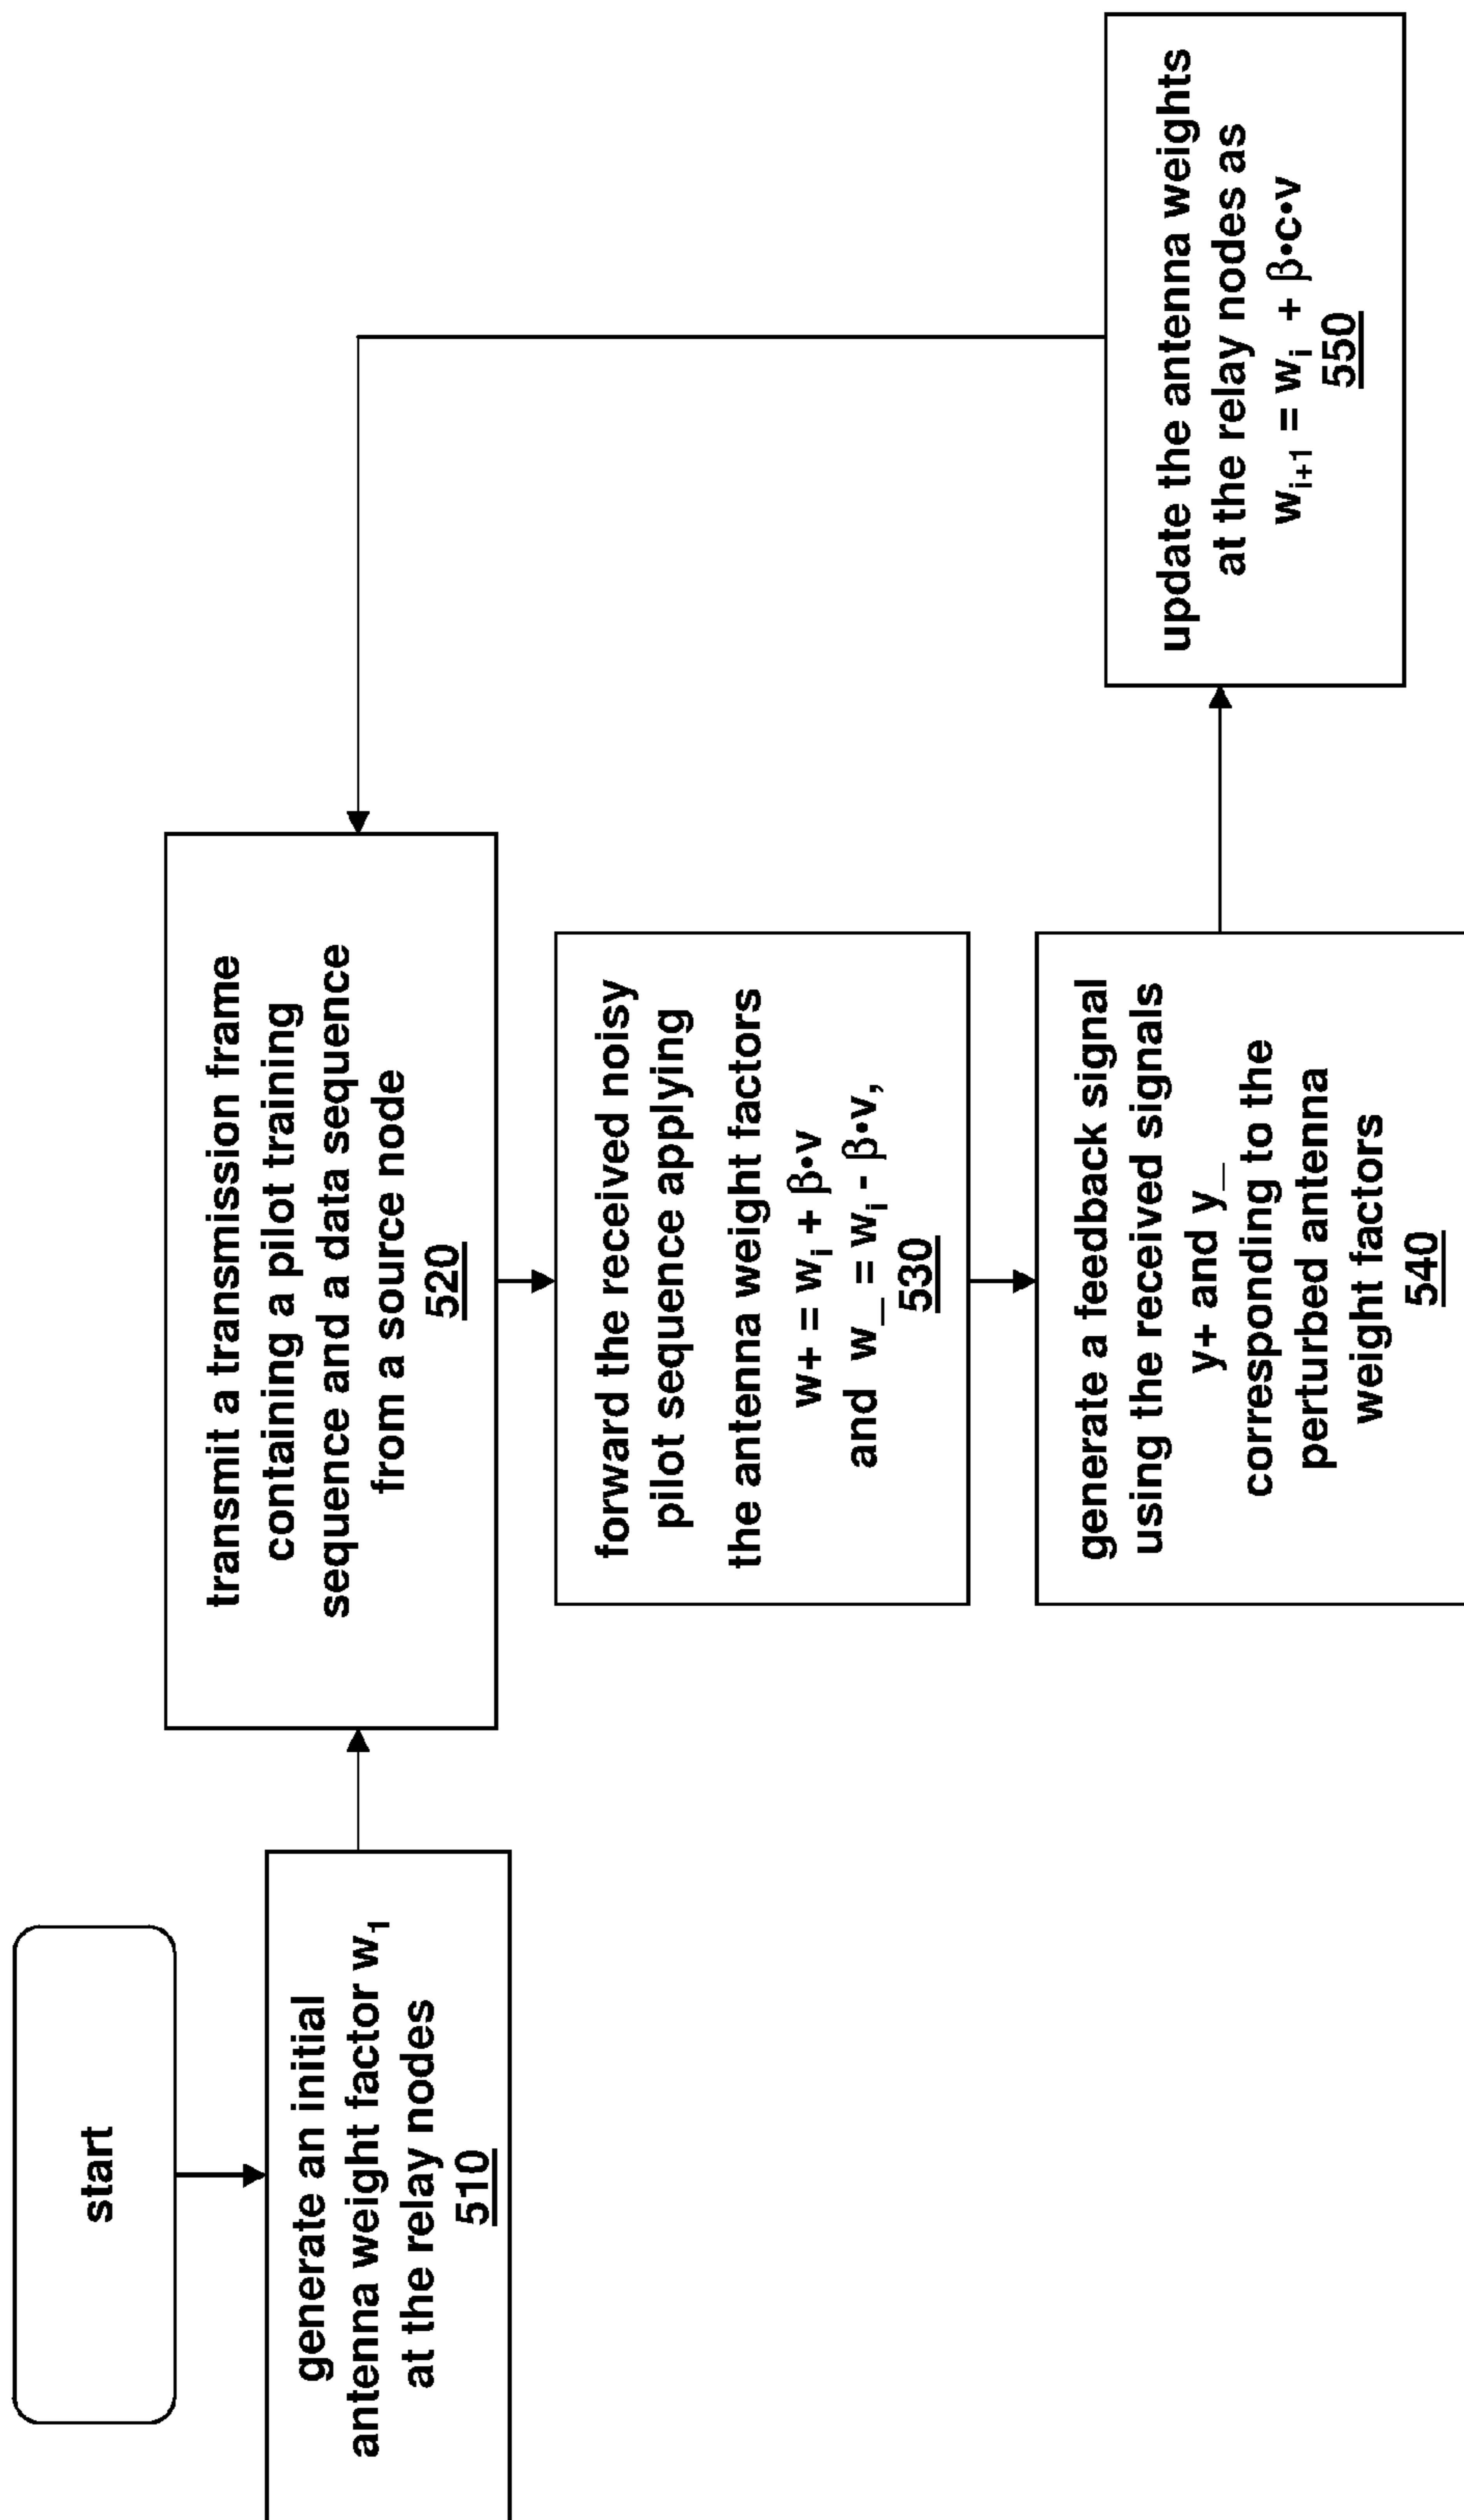 start
generate an initial
antenna weight factor w₁
at the relay nodes
510
transmit a transmission frame
containing a pilot training
sequence and a data sequence
from a source node
520
forward the received noisy
pilot sequence applying
the antenna weight factors
w+ = wᵢ + β•v
and w_ = wᵢ - β•v,
530
generate a feedback signal
using the received signals
y+ and y_
corresponding to the
perturbed antenna
weight factors
540
update the antenna weights
at the relay nodes as
wᵢ₊₁ = wᵢ + β•c•v
550